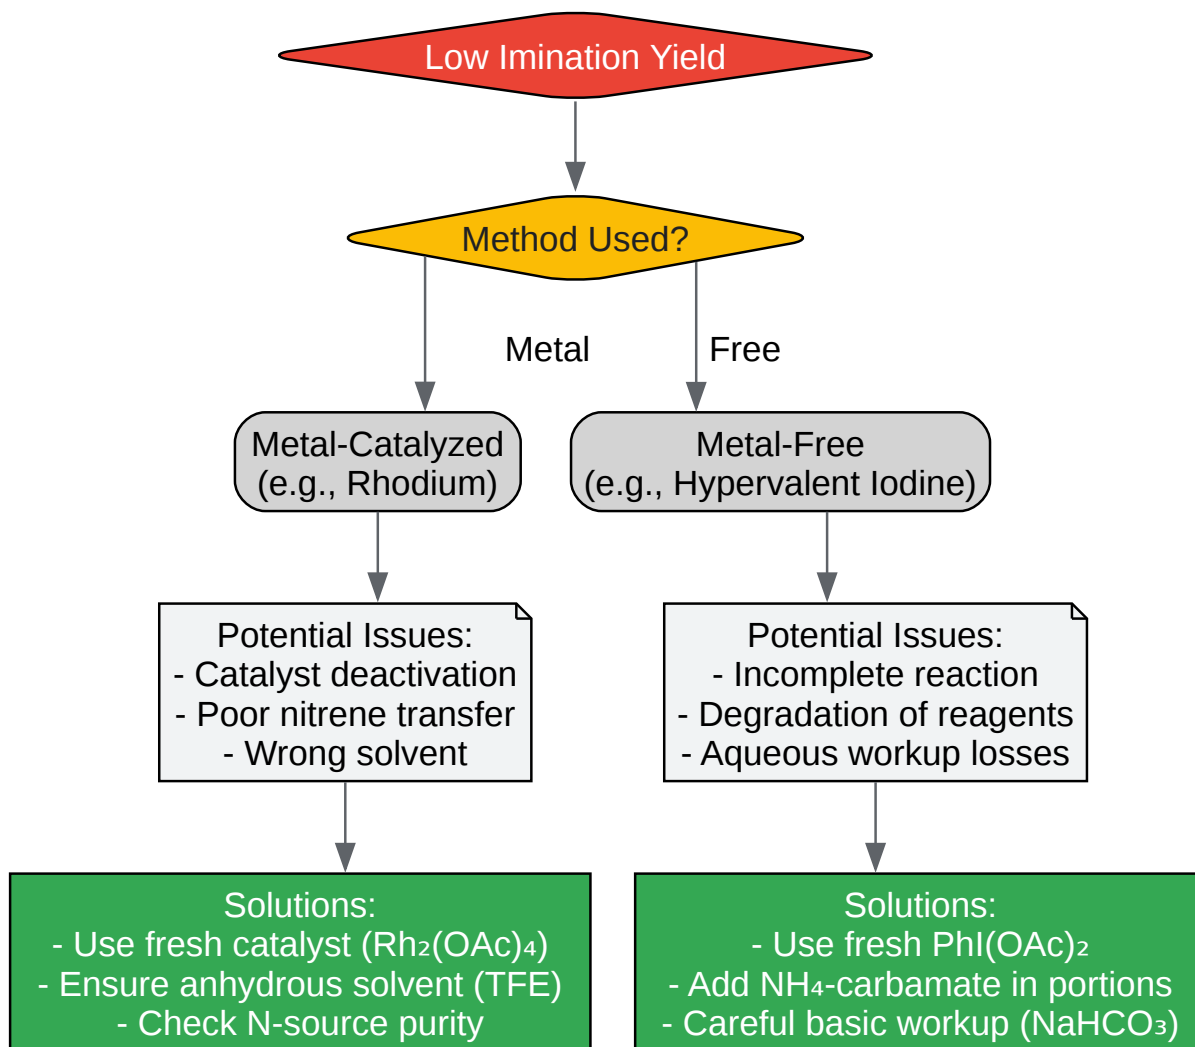 Low Imination Yield
Method Used?
Metal
Free
Metal-Catalyzed
(e.g., Rhodium)
Metal-Free
(e.g., Hypervalent Iodine)
Potential Issues:
- Catalyst deactivation
- Poor nitrene transfer
- Wrong solvent
Potential Issues:
- Incomplete reaction
- Degradation of reagents
- Aqueous workup losses
Solutions:
- Use fresh catalyst (Rh₂(OAc)₄)
- Ensure anhydrous solvent (TFE)
- Check N-source purity
Solutions:
- Use fresh PhI(OAc)₂
- Add NH₄-carbamate in portions
- Careful basic workup (NaHCO₃)